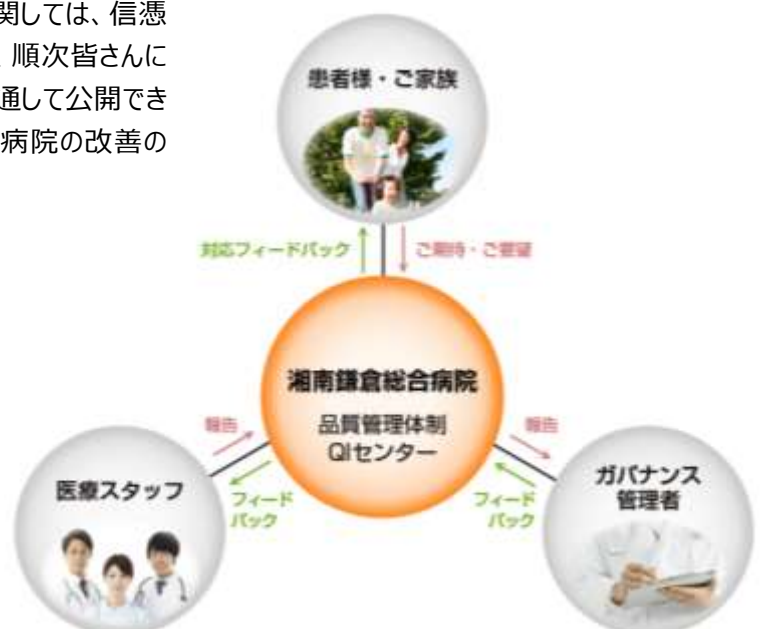 関しては、信憑
順次皆さんに
通して公開でき
病院の改善の
患者様・ご家族
対応フィードバック
ご期待・ご要望
湘南鎌倉総合病院
品質管理体制
QIセンター
報告
報告
医療スタッフ
フィード
バック
フィード
バック
ガバナンス
管理者